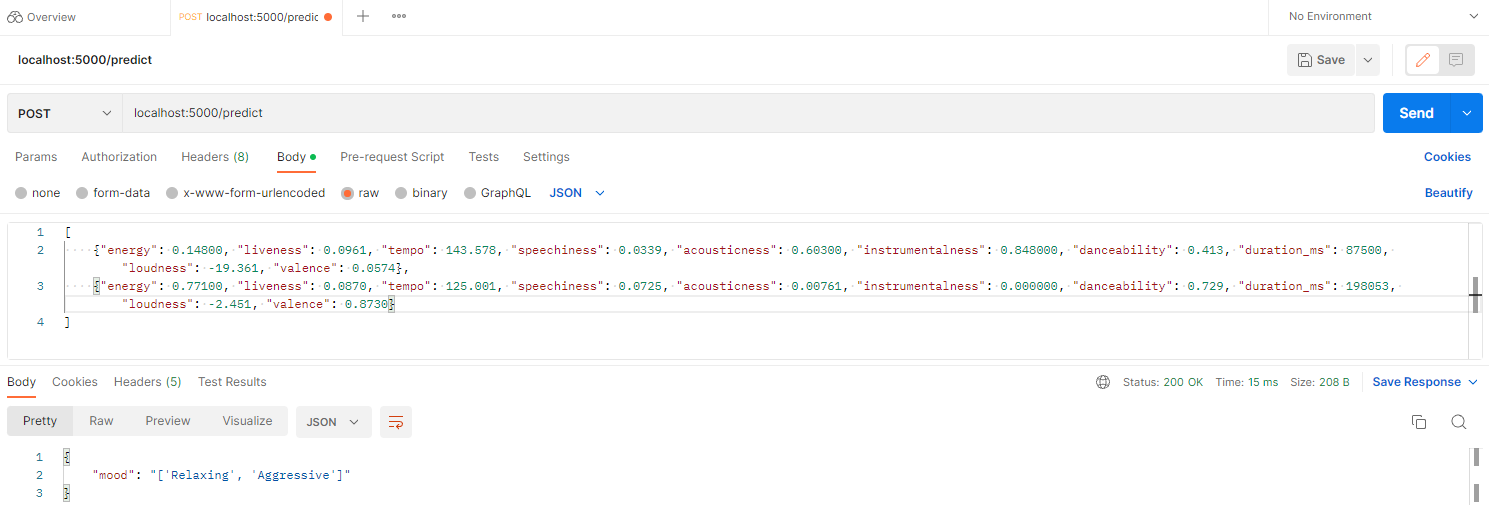 Overview
POST localhost:5000/predic
No Environment
localhost:5000/predict
Save
POST localhost:5000/predict Send
Params Authorization Headers (8) Body Pre-request Script Tests Settings Cookies
none form-data x-www-form-urlencoded raw binary GraphQL JSON Beautify
1 [
2 {"energy": 0.14800, "liveness": 0.0961, "tempo": 143.578, "speechiness": 0.0339, "acousticness": 0.60300, "instrumentalness": 0.848000, "danceability": 0.413, "duration_ms": 87500,
"loudness": -19.361, "valence": 0.0574},
3 {"energy": 0.77100, "liveness": 0.0870, "tempo": 125.001, "speechiness": 0.0725, "acousticness": 0.00761, "instrumentalness": 0.000000, "danceability": 0.729, "duration_ms": 198053,
"loudness": -2.451, "valence": 0.8730}
4 ]
Body Cookies Headers (5) Test Results Status: 200 OK Time: 15 ms Size: 208 B Save Response
Pretty Raw Preview Visualize JSON
1 {
2 "mood": "['Relaxing', 'Aggressive']"
3 }